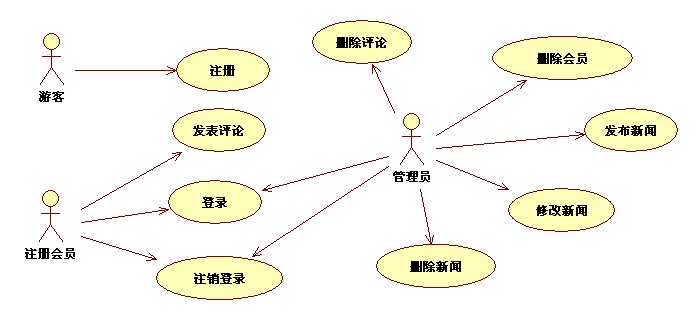 删除评论
删除会员
注册
游客
发表评论
发布新闻
管理员
登录
修改新闻
注册会员
删除新闻
注销登录